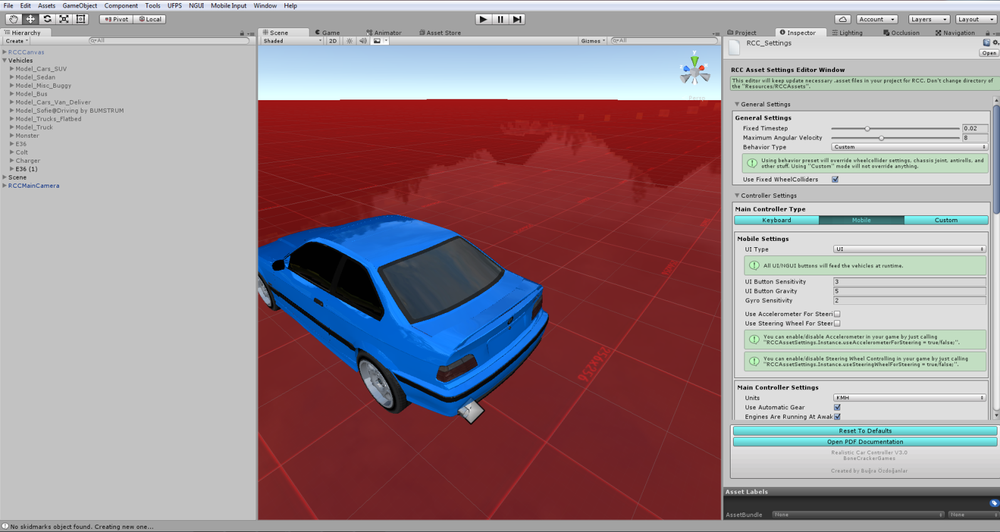 File Edit Assets GameObject Component Tools UFPS NGUI Mobile Input Window Help
Pivot Local Account Layers Layout
Hierarchy
Create All
RCCCanvas
Vehicles
Model_Cars_SUV
Model_Sedan
Model_Misc_Buggy
Model_Bus
Model_Cars_Van_Deliver
Model_Sofie@Driving by BUMSTRUM
Model_Trucks_Flatbed
Model_Truck
Monster
E36
Colt
Charger
E36 (1)
Scene
RCCMainCamera
Scene Game Animator Asset Store
Shaded 2D Gizmos All
y
z x
Persp
256x256
Project Inspector Lighting Occlusion Navigation
RCC_Settings
Open
RCC Asset Settings Editor Window
This editor will keep update necessary .asset files in your project for RCC. Don't change directory of
the "Resources/RCCAssets".
General Settings
General Settings
Fixed Timestep 0.02
Maximum Angular Velocity 8
Behavior Type Custom
Using behavior preset will override wheelcollider settings, chassis joint, antirolls, and
other stuff. Using "Custom" mode will not override anything.
Use Fixed WheelColliders
Controller Settings
Main Controller Type
Keyboard Mobile Custom
Mobile Settings
UI Type UI
All UI/NGUI buttons will feed the vehicles at runtime.
UI Button Sensitivity 3
UI Button Gravity 5
Gyro Sensitivity 2
Use Accelerometer For Steeri
Use Steering Wheel For Steer
You can enable/disable Accelerometer in your game by just calling
"RCCAssetSettings.Instance.useAccelerometerForSteering = true/false;".
You can enable/disable Steering Wheel Controlling in your game by just calling
"RCCAssetSettings.Instance.useSteeringWheelForSteering = true/false;".
Main Controller Settings
Units KMH
Use Automatic Gear
Engines Are Running At Awak
Reset To Defaults
Open PDF Documentation
Realistic Car Controller V3.0
BoneCrackerGames
Created by Buğra Özdoğanlar
Asset Labels
AssetBundle None None
No skidmarks object found. Creating new one...